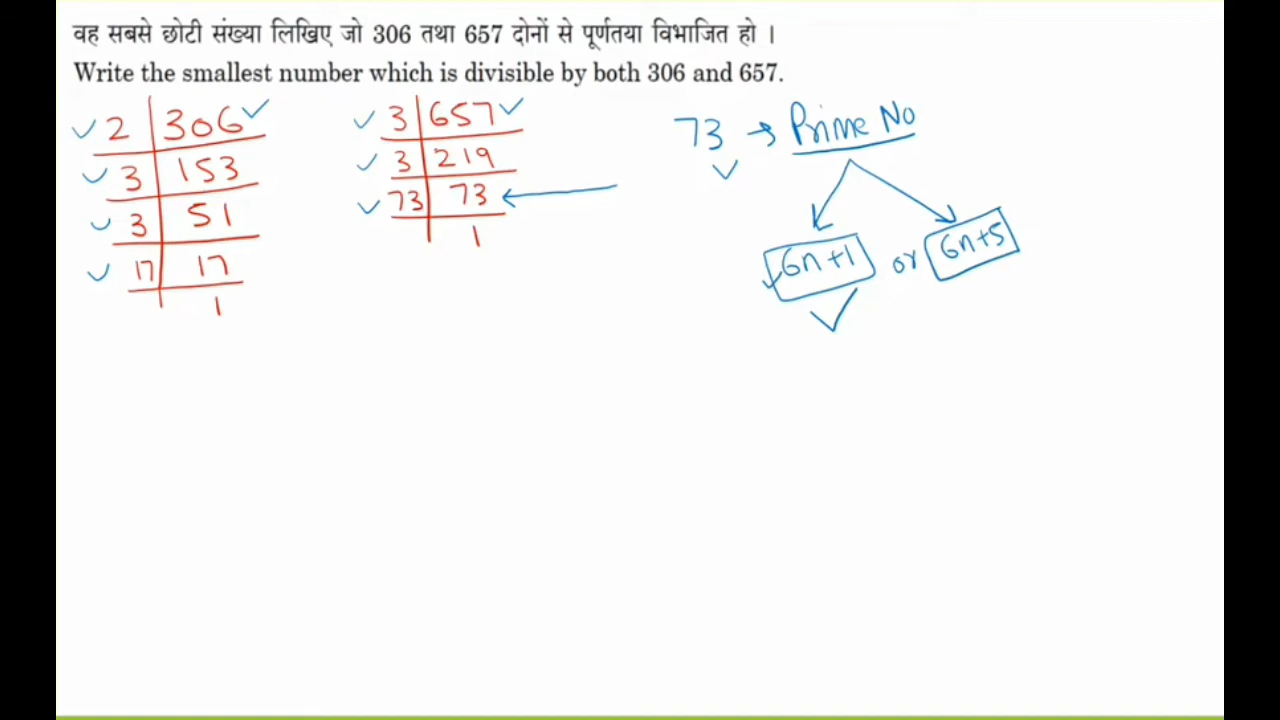 वह सबसे छोटी संख्या लिखिए जो 306 तथा 657 दोनों से पूर्णतया विभाजित हो ।
Write the smallest number which is divisible by both 306 and 657.
2 306
3 153
3 51
17 17
1
3 657
3 219
73 73
1
73 → Prime No
6n+1 or 6n+5